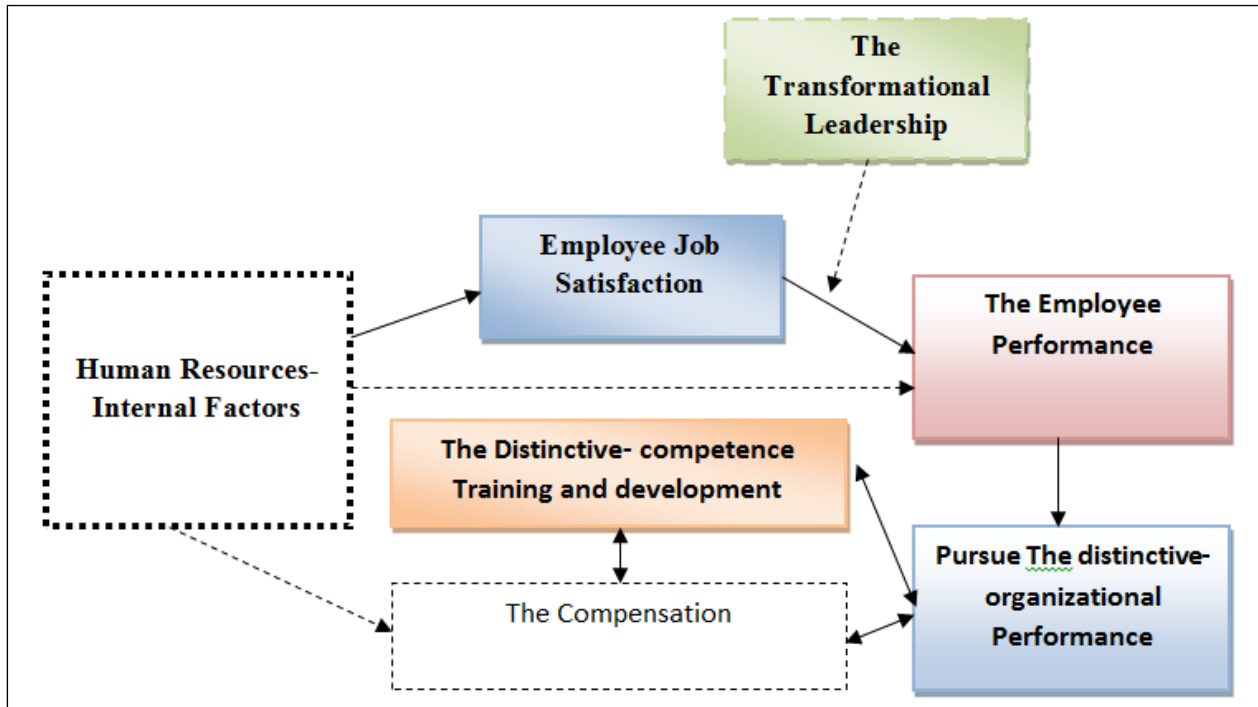 The
Transformational
Leadership
Employee Job
Satisfaction
The Employee
Performance
Human Resources-
Internal Factors
The Distinctive- competence
Training and development
Pursue The distinctive-
organizational
Performance
The Compensation